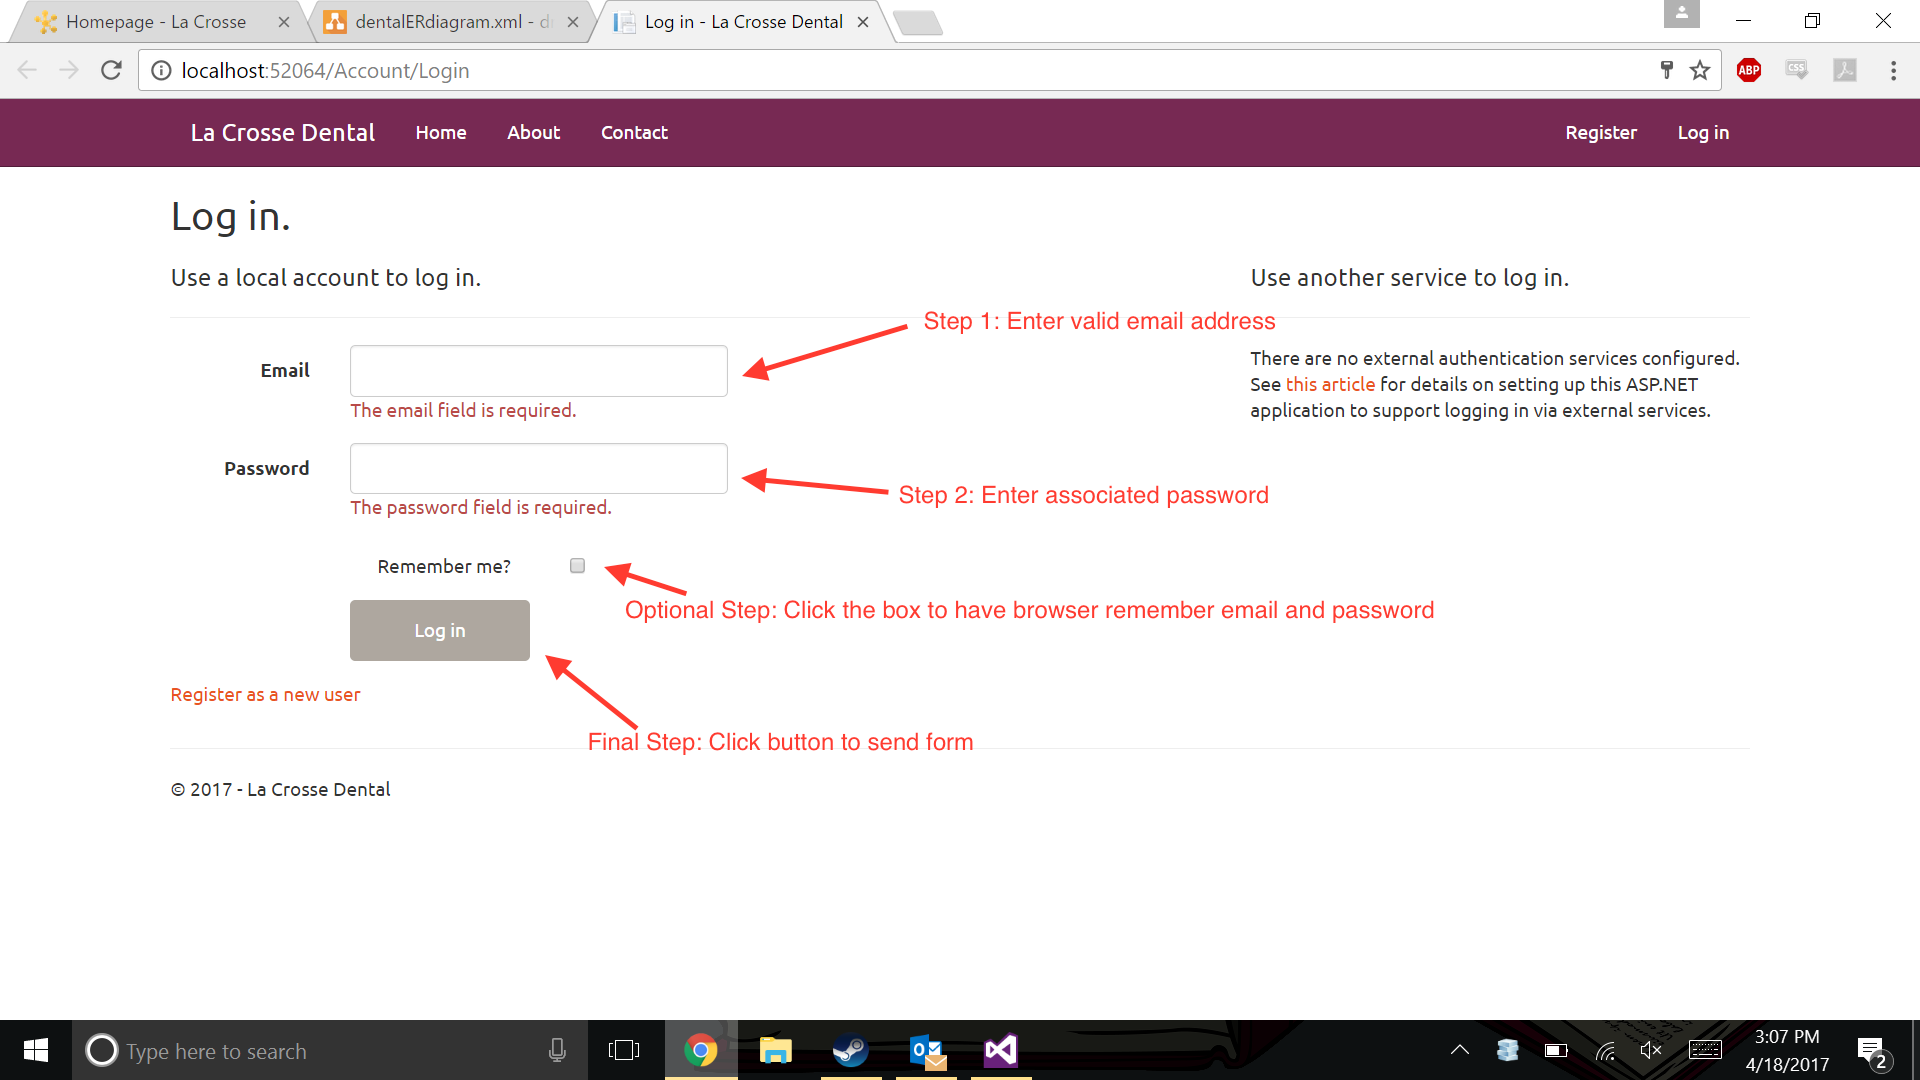 Homepage - La Crosse
dentalERdiagram.xml - d
Log in - La Crosse Dental
localhost:52064/Account/Login
ABP
CSS
La Crosse Dental
Home
About
Contact
Register
Log in
Log in.
Use a local account to log in.
Use another service to log in.
Step 1: Enter valid email address
Email
The email field is required.
There are no external authentication services configured.
See this article for details on setting up this ASP.NET
application to support logging in via external services.
Password
The password field is required.
Step 2: Enter associated password
Remember me?
Optional Step: Click the box to have browser remember email and password
Log in
Register as a new user
Final Step: Click button to send form
© 2017 - La Crosse Dental
Type here to search
3:07 PM
4/18/2017
2